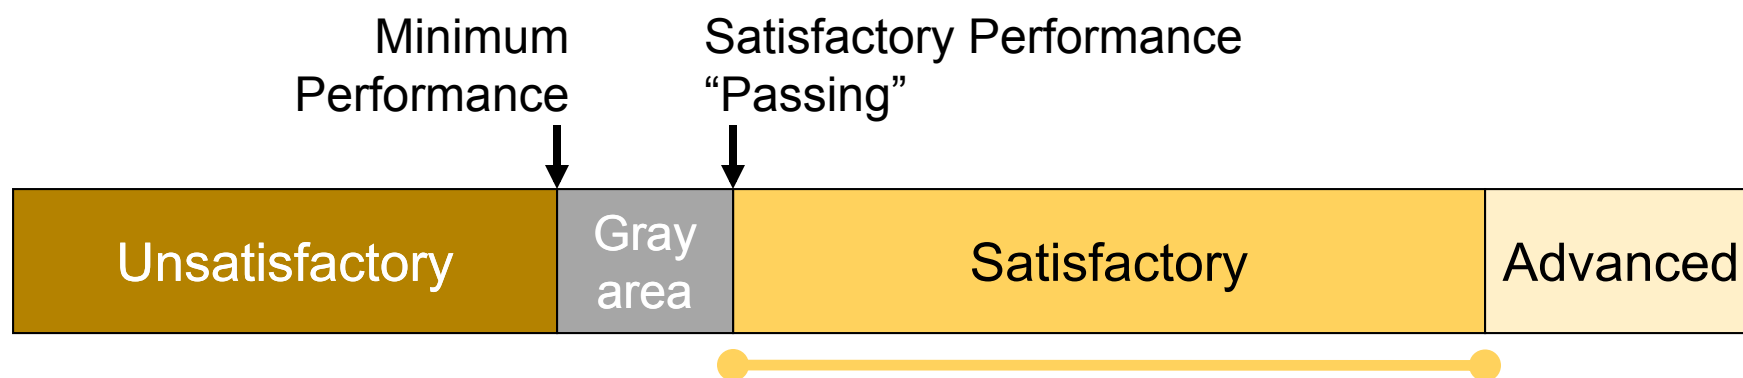 Minimum
Performance
Satisfactory Performance
“Passing”
Unsatisfactory
Gray
area
Satisfactory
Advanced